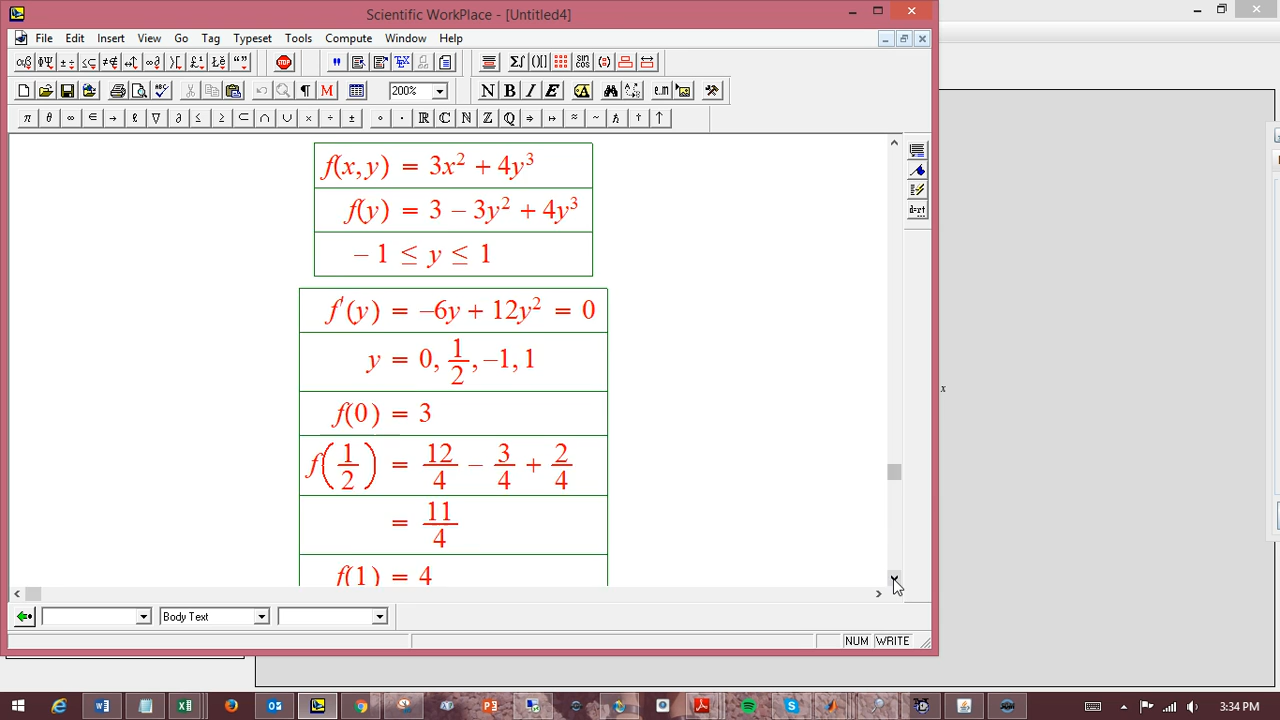 Scientific WorkPlace - [Untitled4]
File Edit Insert View Go Tag Typeset Tools Compute Window Help
200%
f(x,y) = 3x² + 4y³
f(y) = 3 − 3y² + 4y³
−1 ≤ y ≤ 1
f′(y) = −6y + 12y² = 0
y = 0, 1/2, −1, 1
f(0) = 3
f(1/2) = 12/4 − 3/4 + 2/4
= 11/4
f(1) = 4
x
Body Text
NUM WRITE
3:34 PM